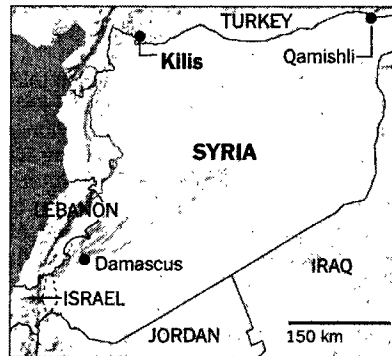 TURKEY
Kilis
Qamishli
SYRIA
LEBANON
Damascus
IRAQ
ISRAEL
JORDAN
150 km